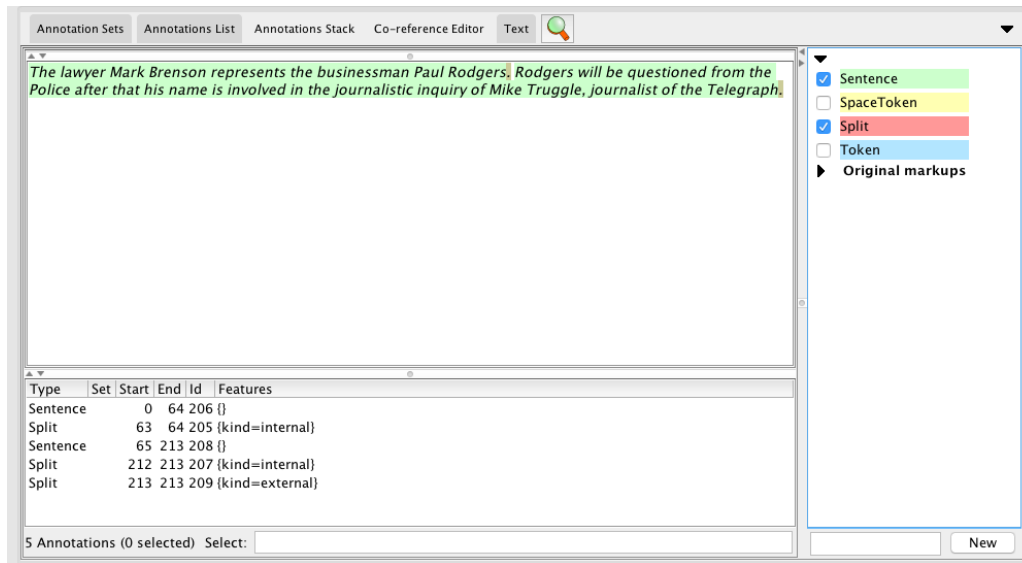 Annotation Sets Annotations List Annotations Stack Co-reference Editor Text
The lawyer Mark Brenson represents the businessman Paul Rodgers. Rodgers will be questioned from the
Police after that his name is involved in the journalistic inquiry of Mike Truggle, journalist of the Telegraph.
Sentence
SpaceToken
Split
Token
Original markups
Type Set Start End Id Features
Sentence 0 64 206 {}
Split 63 64 205 {kind=internal}
Sentence 65 213 208 {}
Split 212 213 207 {kind=internal}
Split 213 213 209 {kind=external}
5 Annotations (0 selected) Select:
New